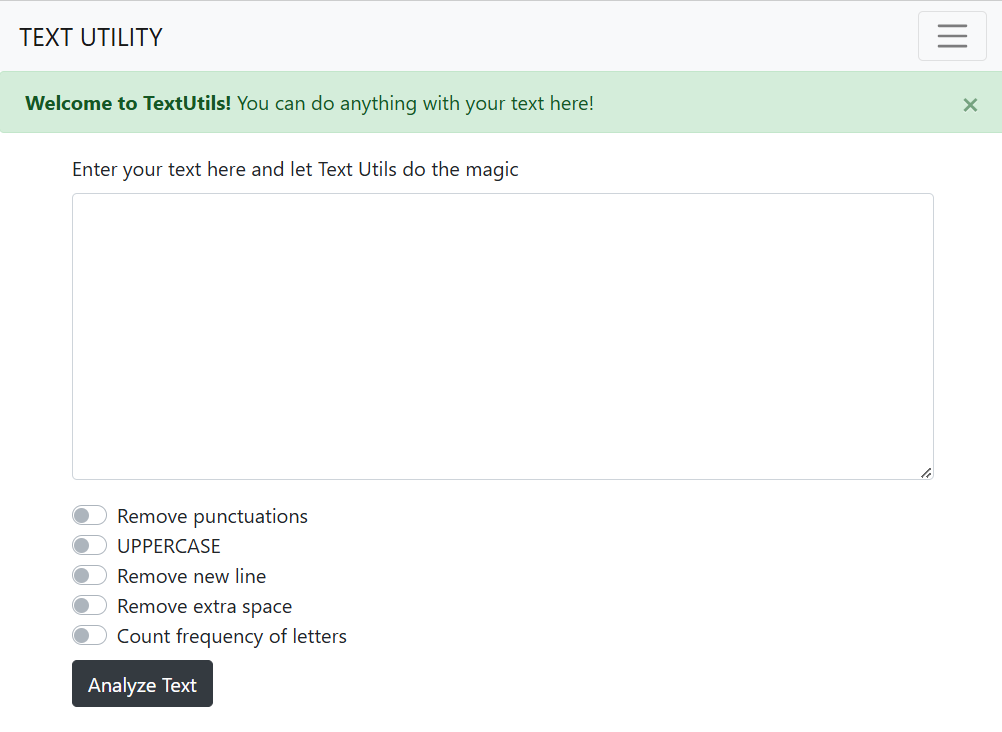 TEXT UTILITY
Welcome to TextUtils! You can do anything with your text here!
×
Enter your text here and let Text Utils do the magic
Remove punctuations
UPPERCASE
Remove new line
Remove extra space
Count frequency of letters
Analyze Text